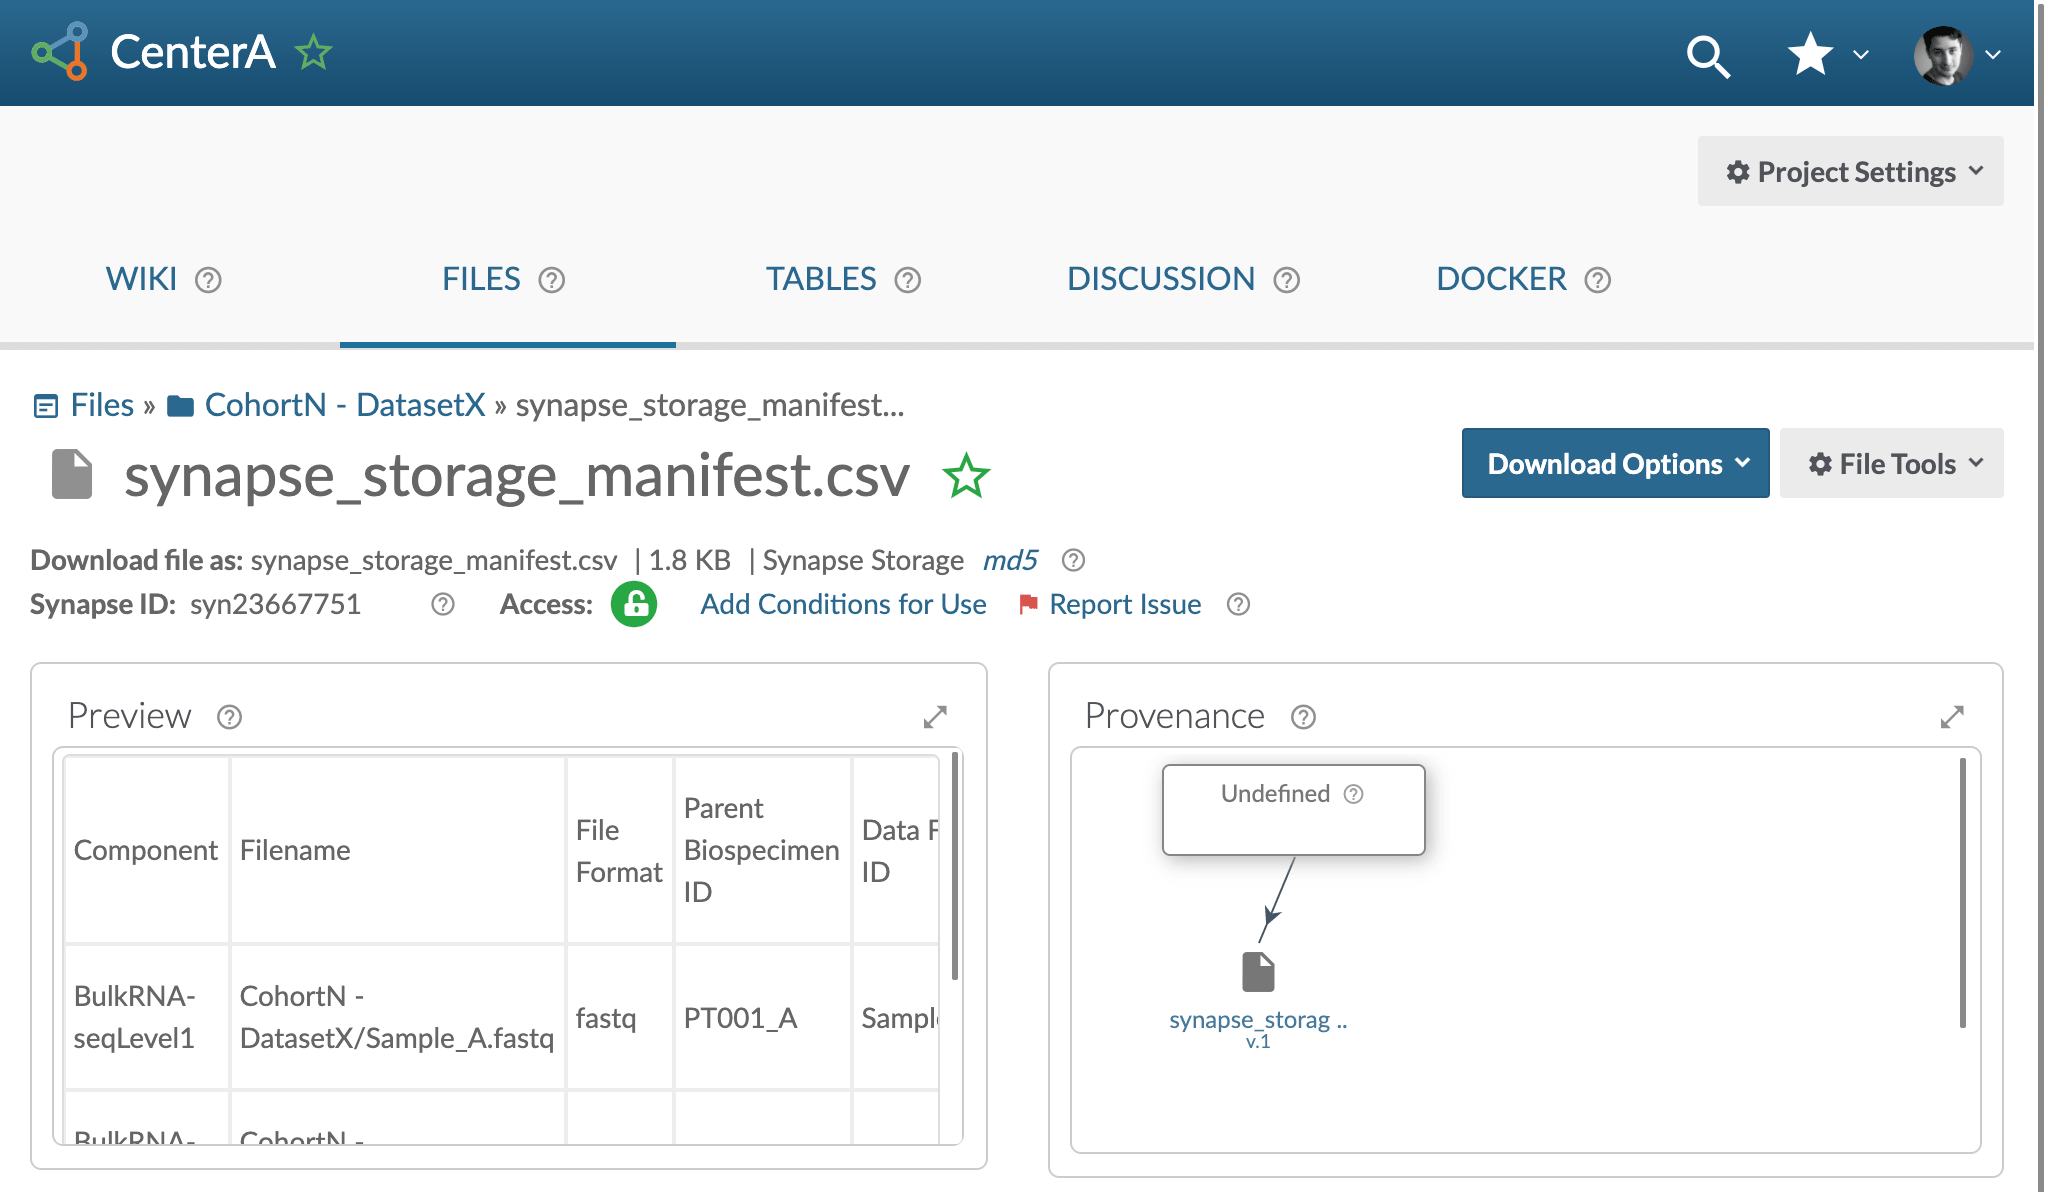 CenterA
Project Settings
WIKI
FILES
TABLES
DISCUSSION
DOCKER
Files » CohortN - DatasetX » synapse_storage_manifest...
synapse_storage_manifest.csv
Download Options
File Tools
Download file as: synapse_storage_manifest.csv | 1.8 KB | Synapse Storage md5
Synapse ID: syn23667751 Access: Add Conditions for Use Report Issue
Preview
Component
Filename
File
Format
Parent
Biospecimen
ID
Data F
ID
BulkRNA-
seqLevel1
CohortN -
DatasetX/Sample_A.fastq
fastq
PT001_A
Sampl
BulkRNA-
CohortN -
Provenance
Undefined
synapse_storag ..
v.1